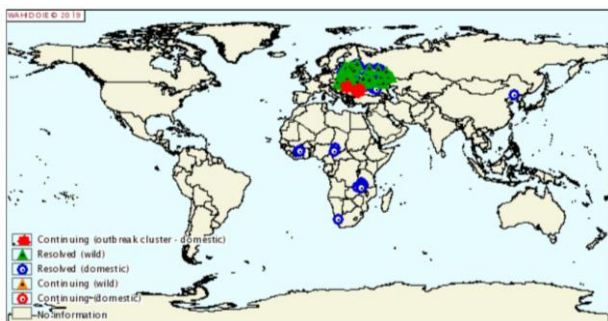 WAHID OIE © 2019
Continuing (outbreak cluster - domestic)
Resolved (wild)
Resolved (domestic)
Continuing (wild)
Continuing (domestic)
No information